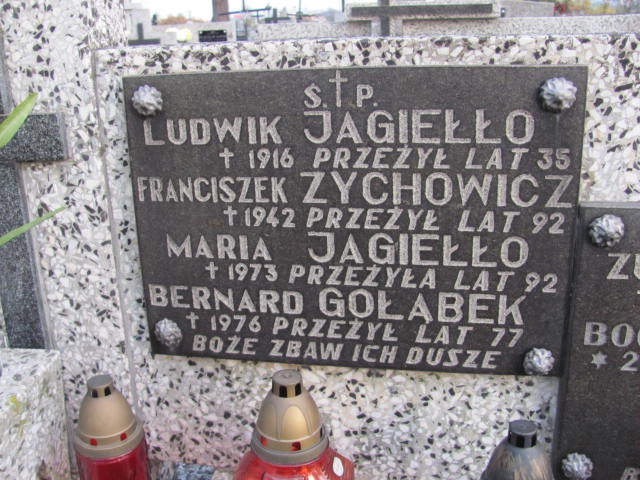 Ś.†P.
LUDWIK JAGIEŁŁO
† 1916 PRZEŻYŁ LAT 35
FRANCISZEK ZYCHOWICZ
† 1942 PRZEŻYŁ LAT 92
MARIA JAGIEŁŁO
† 1973 PRZEŻYŁA LAT 92
BERNARD GOŁĄBEK
† 1976 PRZEŻYŁ LAT 77
BOŻE ZBAW ICH DUSZE